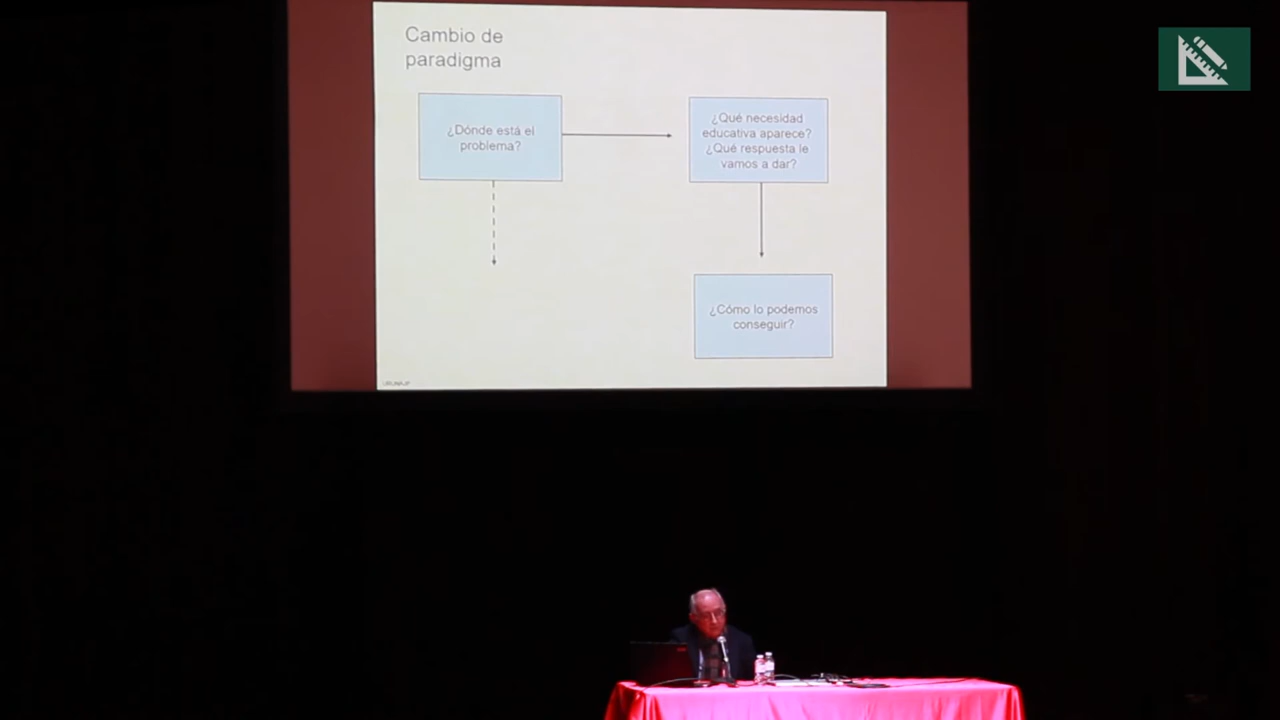 Cambio de
paradigma
¿Dónde está el
problema?
¿Qué necesidad
educativa aparece?
¿Qué respuesta le
vamos a dar?
¿Cómo lo podemos
conseguir?